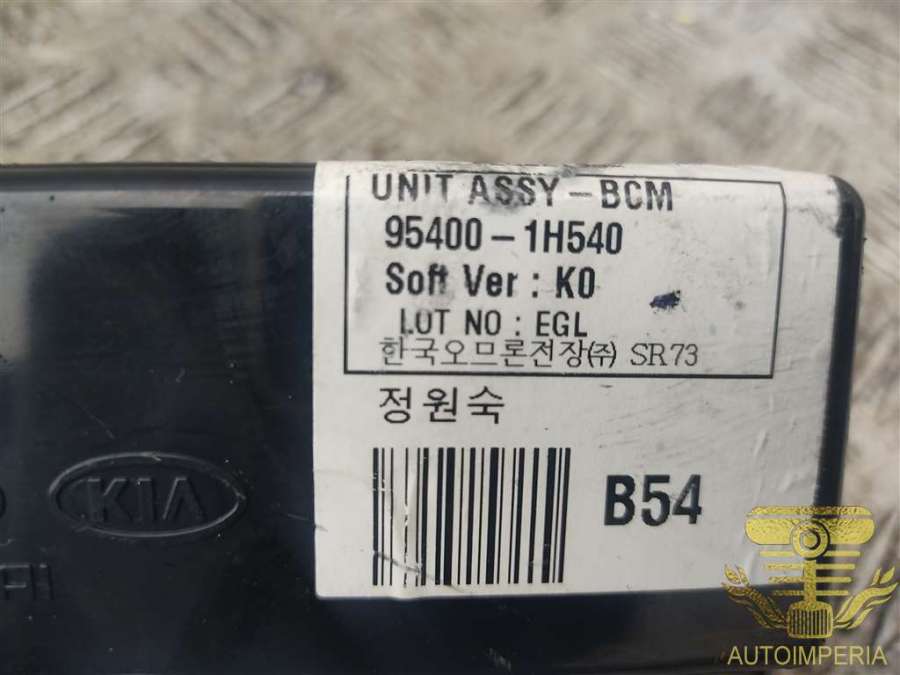 UNIT ASSY-BCM
95400-1H540
Soft Ver : K0
LOT NO : EGL
한국오므론전장㈜ SR73
정원숙
B54
KIA
AUTOIMPERIA